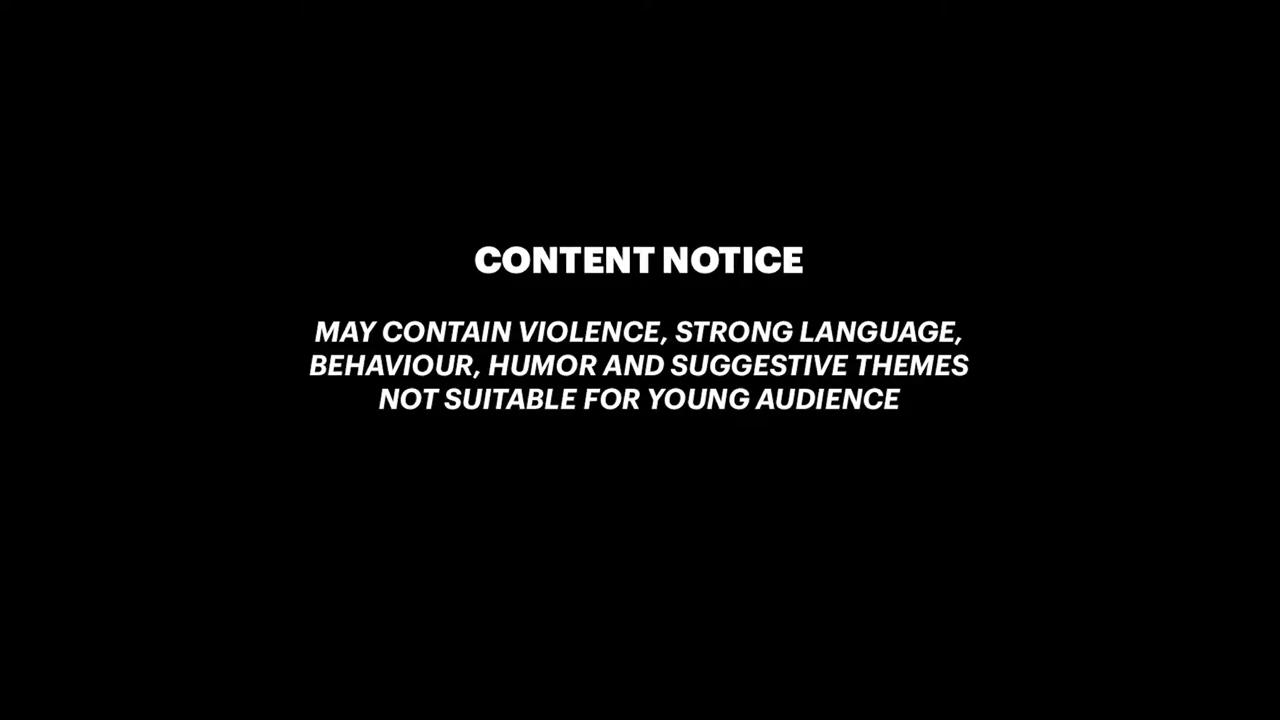 CONTENT NOTICE
MAY CONTAIN VIOLENCE, STRONG LANGUAGE,
BEHAVIOUR, HUMOR AND SUGGESTIVE THEMES
NOT SUITABLE FOR YOUNG AUDIENCE